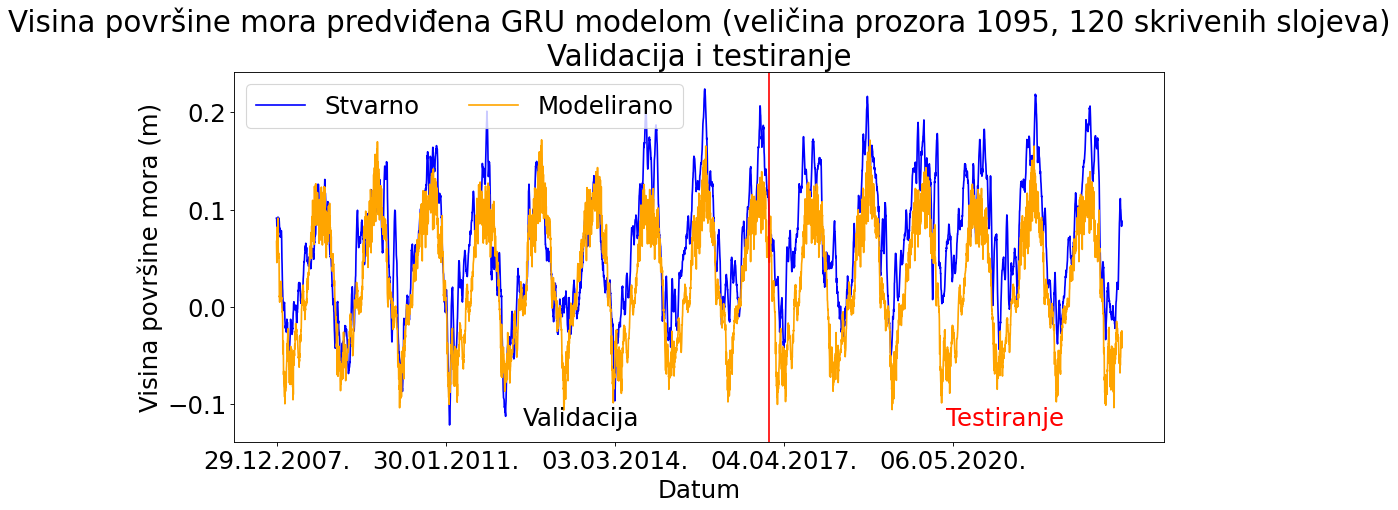 Visina površine mora predviđena GRU modelom (veličina prozora 1095, 120 skrivenih slojeva)
Validacija i testiranje
Stvarno
Modelirano
Visina površine mora (m)
0.2
0.1
0.0
−0.1
Validacija
Testiranje
29.12.2007.
30.01.2011.
03.03.2014.
04.04.2017.
06.05.2020.
Datum